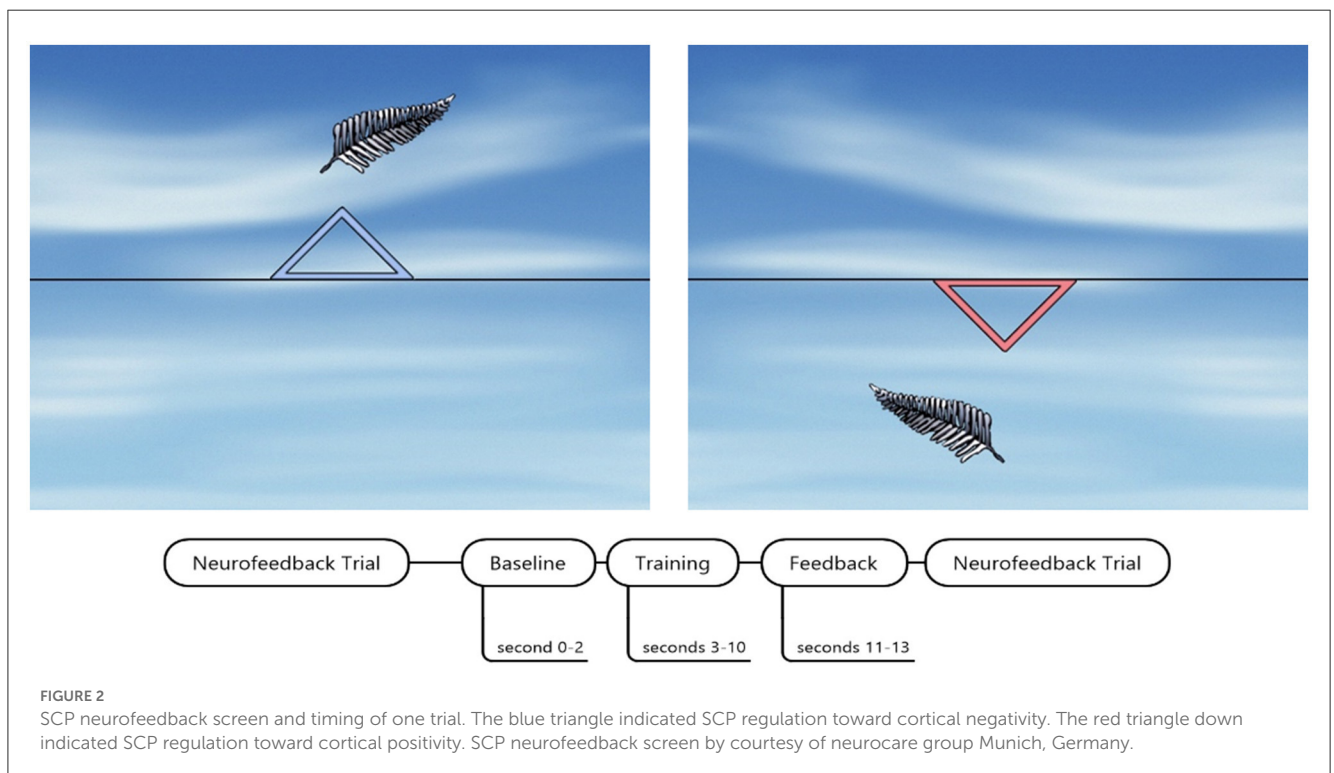 Neurofeedback Trial
Baseline
Training
Feedback
Neurofeedback Trial
second 0-2
seconds 3-10
seconds 11-13
FIGURE 2
SCP neurofeedback screen and timing of one trial. The blue triangle indicated SCP regulation toward cortical negativity. The red triangle down
indicated SCP regulation toward cortical positivity. SCP neurofeedback screen by courtesy of neurocare group Munich, Germany.